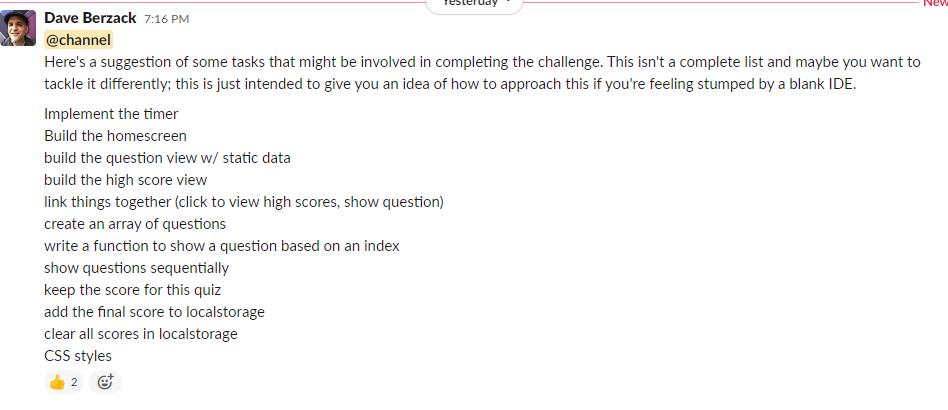 Yesterday
New
Dave Berzack 7:16 PM
@channel
Here's a suggestion of some tasks that might be involved in completing the challenge. This isn't a complete list and maybe you want to
tackle it differently; this is just intended to give you an idea of how to approach this if you're feeling stumped by a blank IDE.
Implement the timer
Build the homescreen
build the question view w/ static data
build the high score view
link things together (click to view high scores, show question)
create an array of questions
write a function to show a question based on an index
show questions sequentially
keep the score for this quiz
add the final score to localstorage
clear all scores in localstorage
CSS styles
2